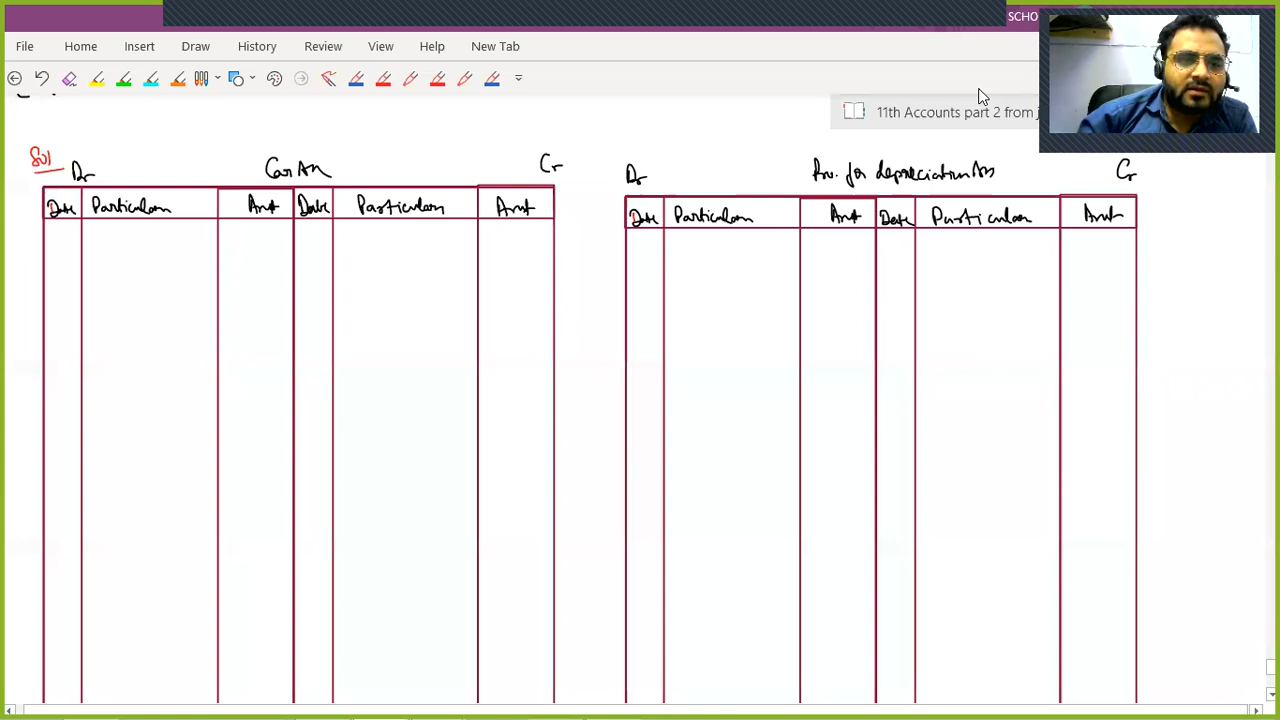 SCHO
File Home Insert Draw History Review View Help New Tab
11th Accounts part 2 from j
Sol
Dr Car A/c Cr
Date Particulars Amt Date Particulars Amt
Dr Prov. for depreciation A/c Cr
Date Particulars Amt Date Particulars Amt